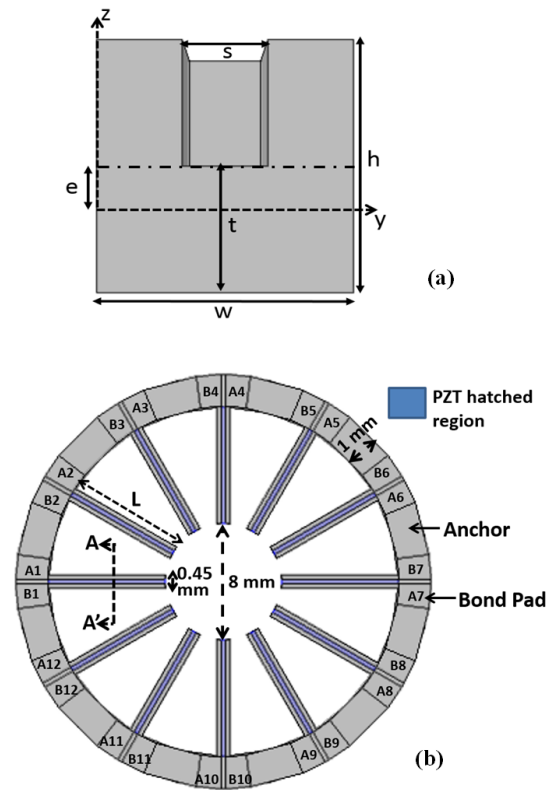 z
s
h
e
t
y
w
(a)
B4 A4
A3
B3
B5
A5
PZT hatched
region
1 mm
A2
B2
B6
A6
L
Anchor
A
A1
B1
0.45
mm
8 mm
B7
A7
Bond Pad
A'
A12
B12
B8
A8
A11
B11
A10 B10
A9
B9
(b)